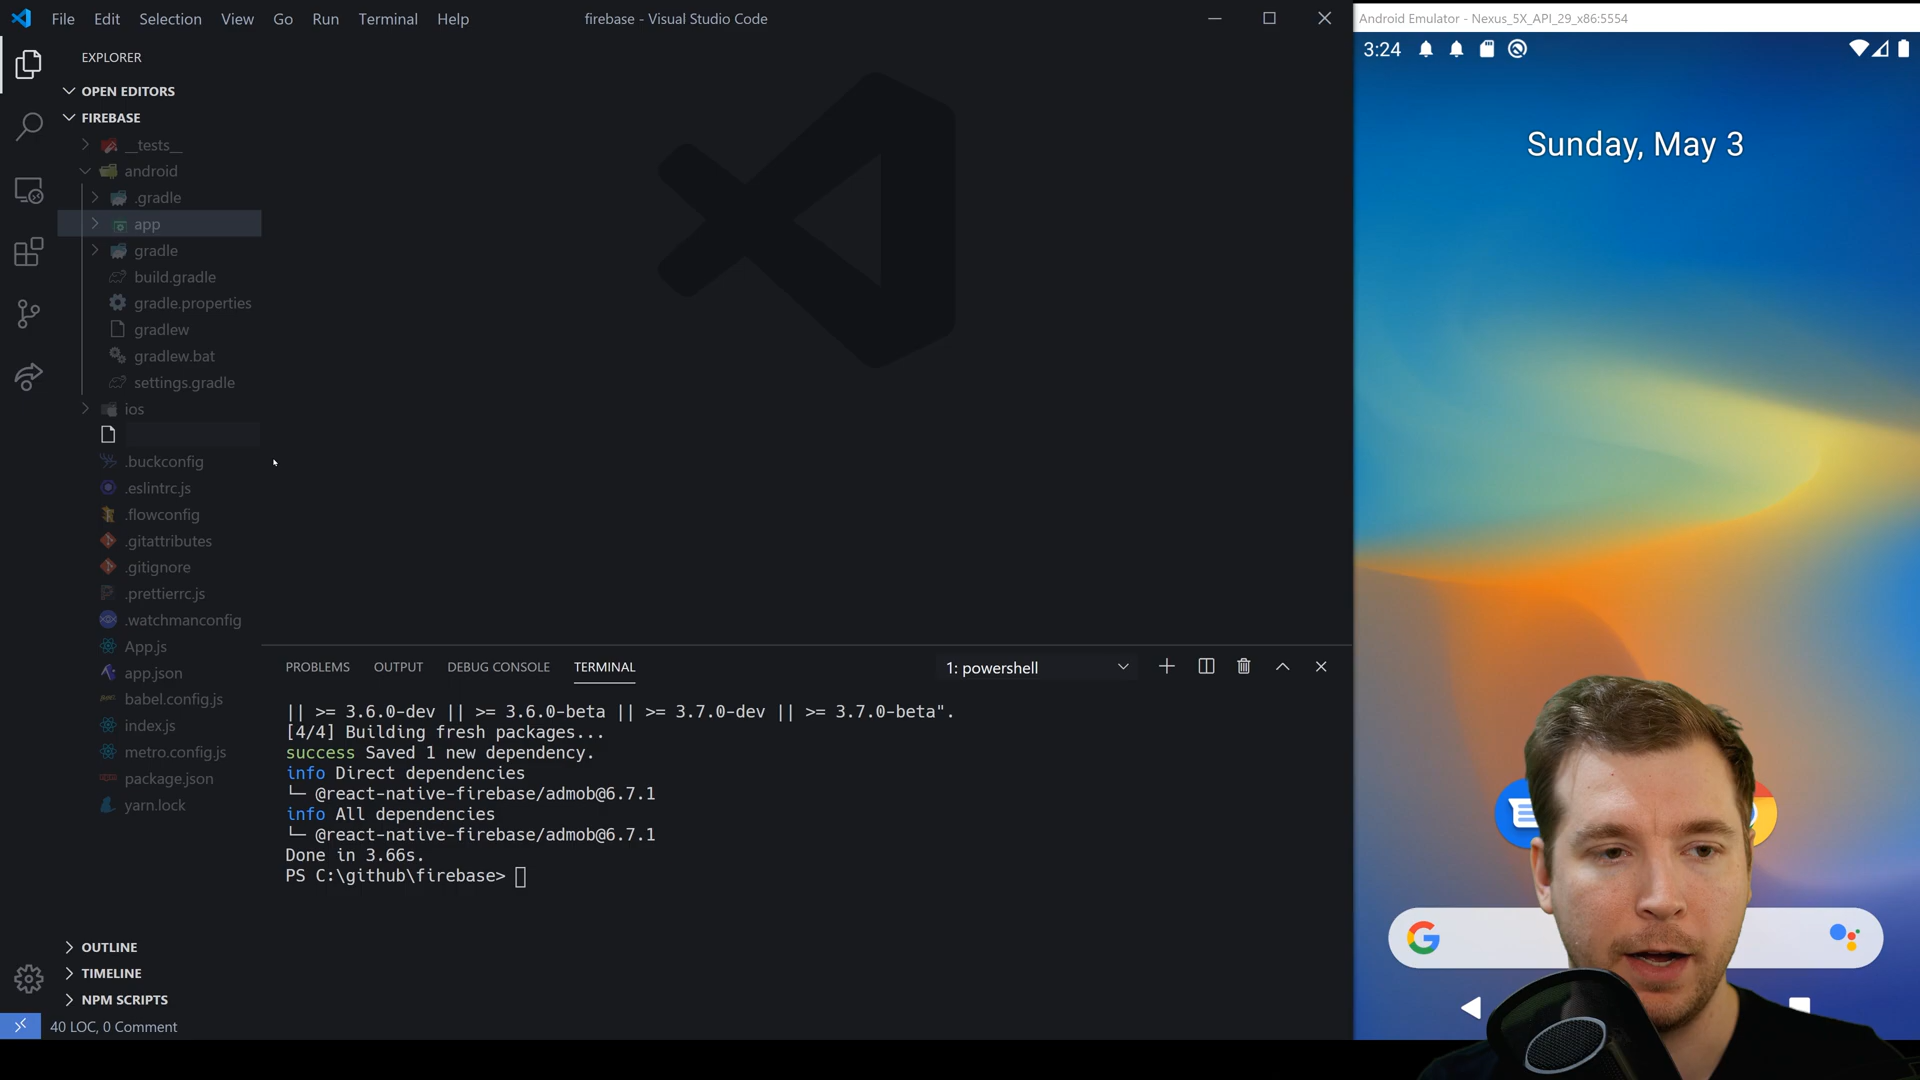 File Edit Selection View Go Run Terminal Help
firebase - Visual Studio Code
EXPLORER
OPEN EDITORS
FIREBASE
__tests__
android
.gradle
app
gradle
build.gradle
gradle.properties
gradlew
gradlew.bat
settings.gradle
ios
.buckconfig
.eslintrc.js
.flowconfig
.gitattributes
.gitignore
.prettierrc.js
.watchmanconfig
App.js
app.json
babel.config.js
index.js
metro.config.js
package.json
yarn.lock
OUTLINE
TIMELINE
NPM SCRIPTS
40 LOC, 0 Comment
PROBLEMS OUTPUT DEBUG CONSOLE TERMINAL
1: powershell
|| >= 3.6.0-dev || >= 3.6.0-beta || >= 3.7.0-dev || >= 3.7.0-beta".
[4/4] Building fresh packages...
success Saved 1 new dependency.
info Direct dependencies
└─ @react-native-firebase/admob@6.7.1
info All dependencies
└─ @react-native-firebase/admob@6.7.1
Done in 3.66s.
PS C:\github\firebase>
Android Emulator - Nexus_5X_API_29_x86:5554
3:24
Sunday, May 3